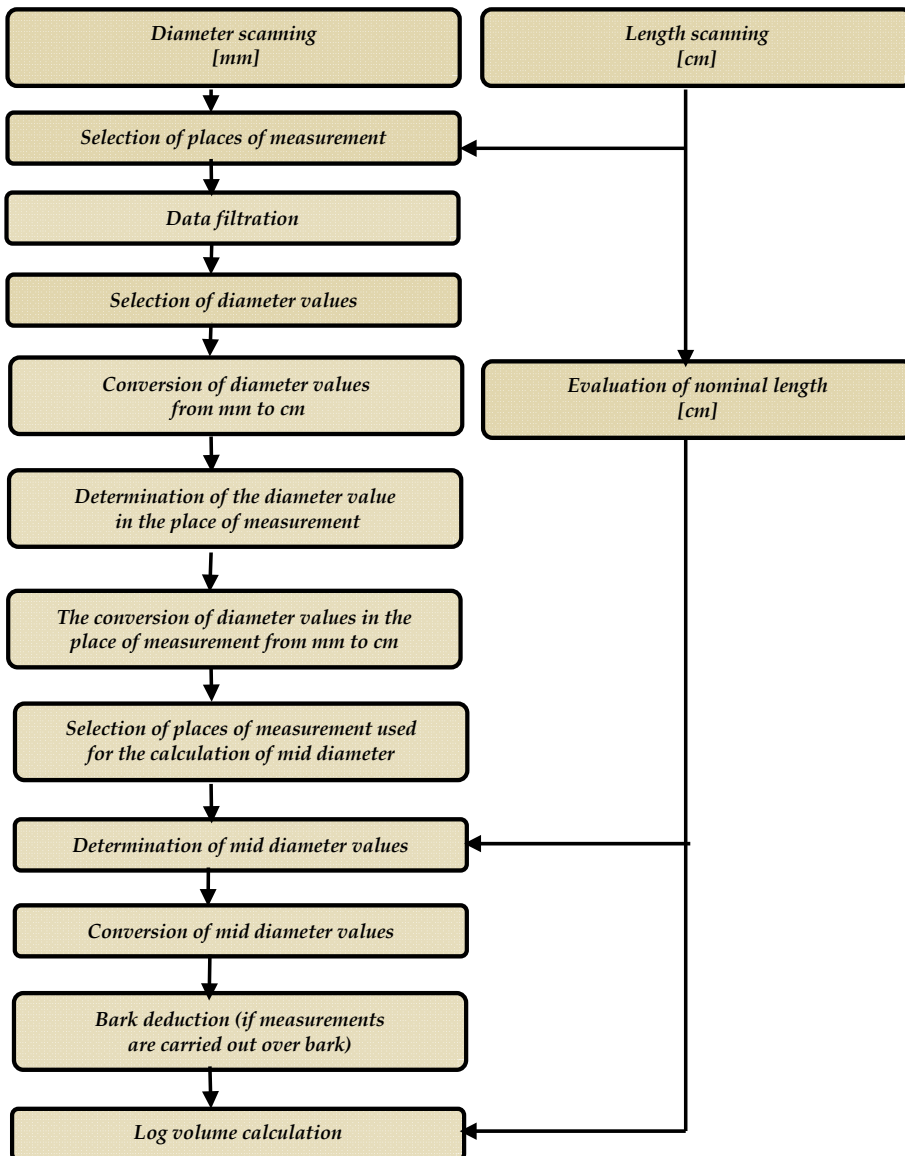 Diameter scanning
[mm]
Length scanning
[cm]
Selection of places of measurement
Data filtration
Selection of diameter values
Conversion of diameter values
from mm to cm
Evaluation of nominal length
[cm]
Determination of the diameter value
in the place of measurement
The conversion of diameter values in the
place of measurement from mm to cm
Selection of places of measurement used
for the calculation of mid diameter
Determination of mid diameter values
Conversion of mid diameter values
Bark deduction (if measurements
are carried out over bark)
Log volume calculation